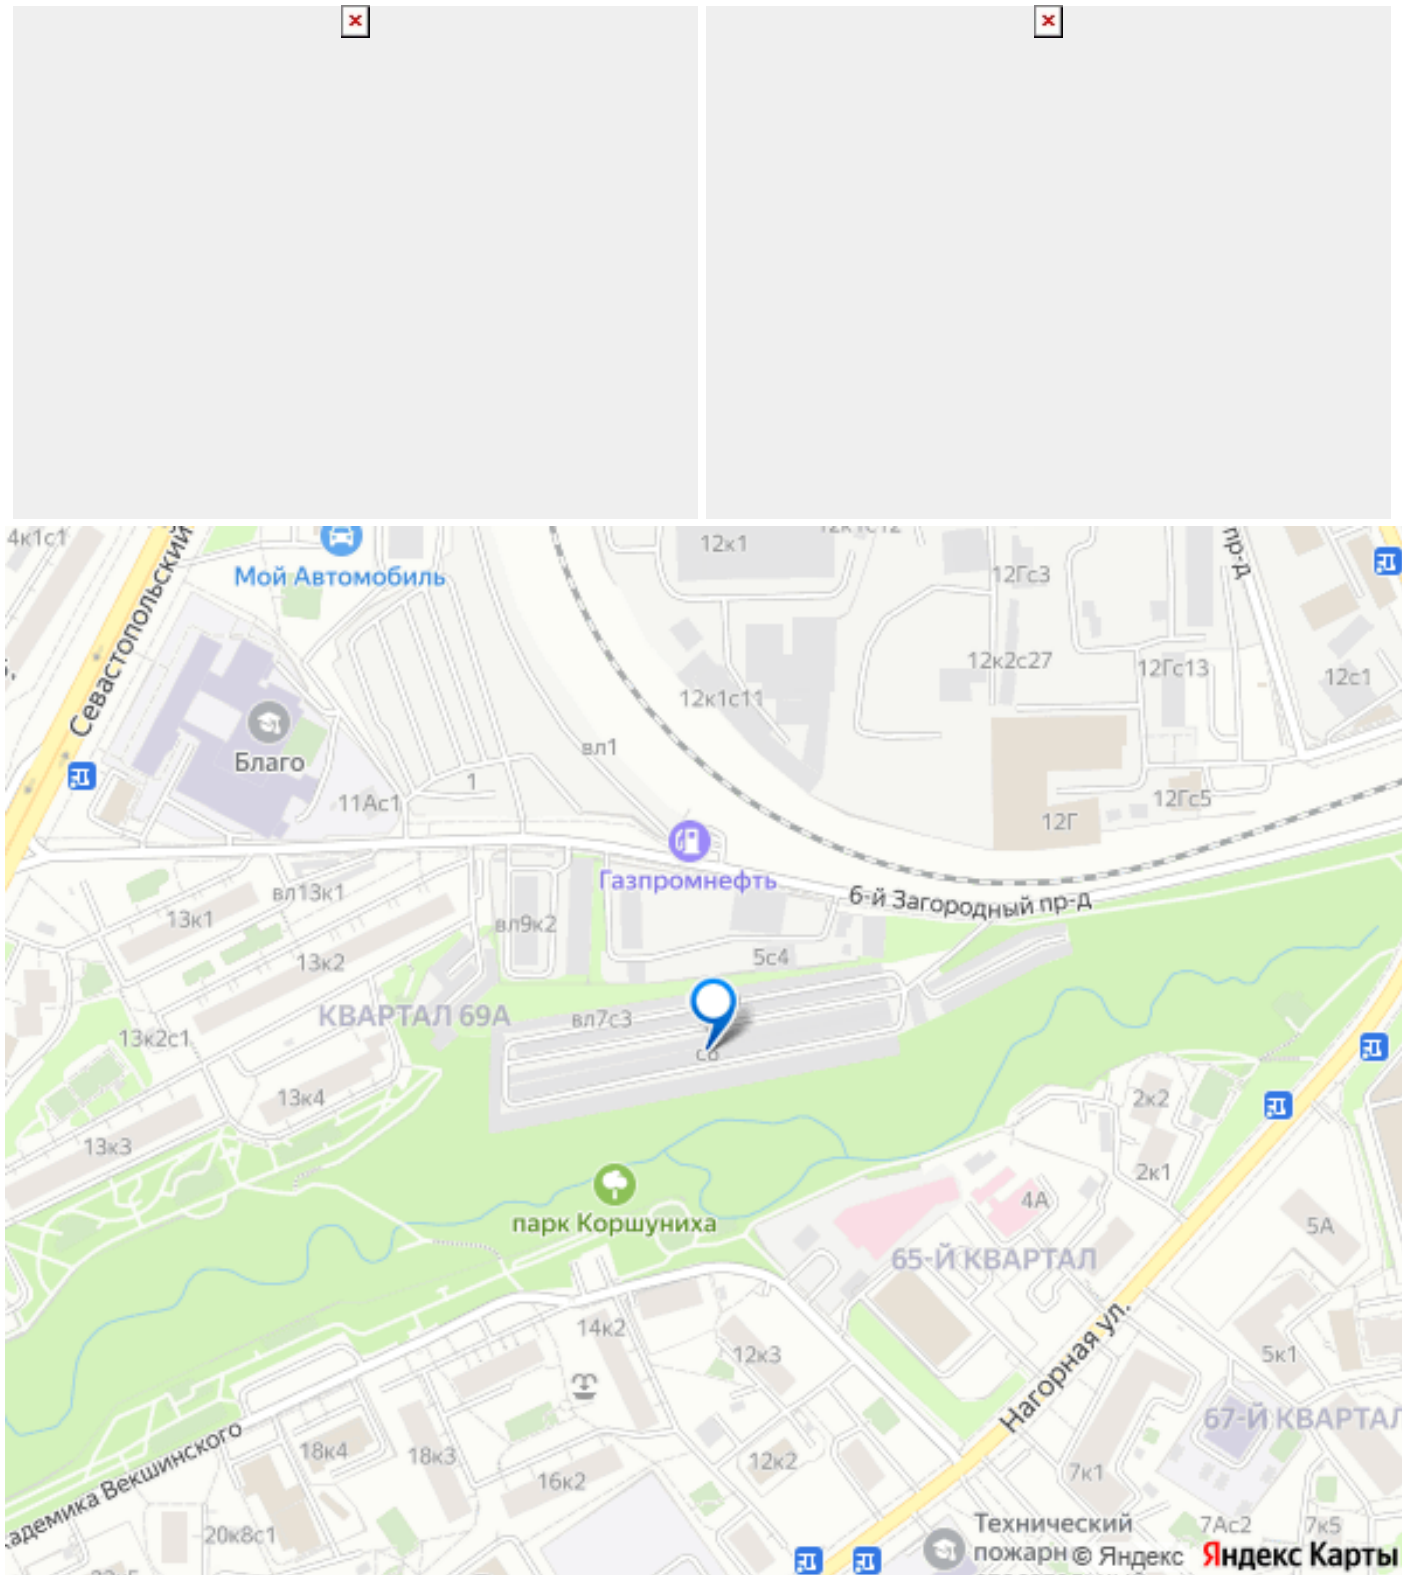 4к1с1
12к1
12к1с12
пр-д
Мой Автомобиль
12Гс3
Севастопольский
12к2с27
12Гс13
12с1
12к1с11
вл1
Благо
1
11Ас1
12Гс5
12Г
Газпромнефть
6-й Загородный пр-д
вл13к1
13к1
вл9к2
13к2
5с4
КВАРТАЛ 69А
вл7с3
13к2с1
13к4
2к2
13к3
2к1
4А
парк Коршуниха
5А
65-Й КВАРТАЛ
14к2
12к3
5к1
Нагорная ул.
67-Й КВАРТАЛ
18к4
18к3
12к2
16к2
7к1
адемика Векшинского
20к8с1
Технический
пожарн
7Ас2
7к5
© Яндекс
Яндекс Карты